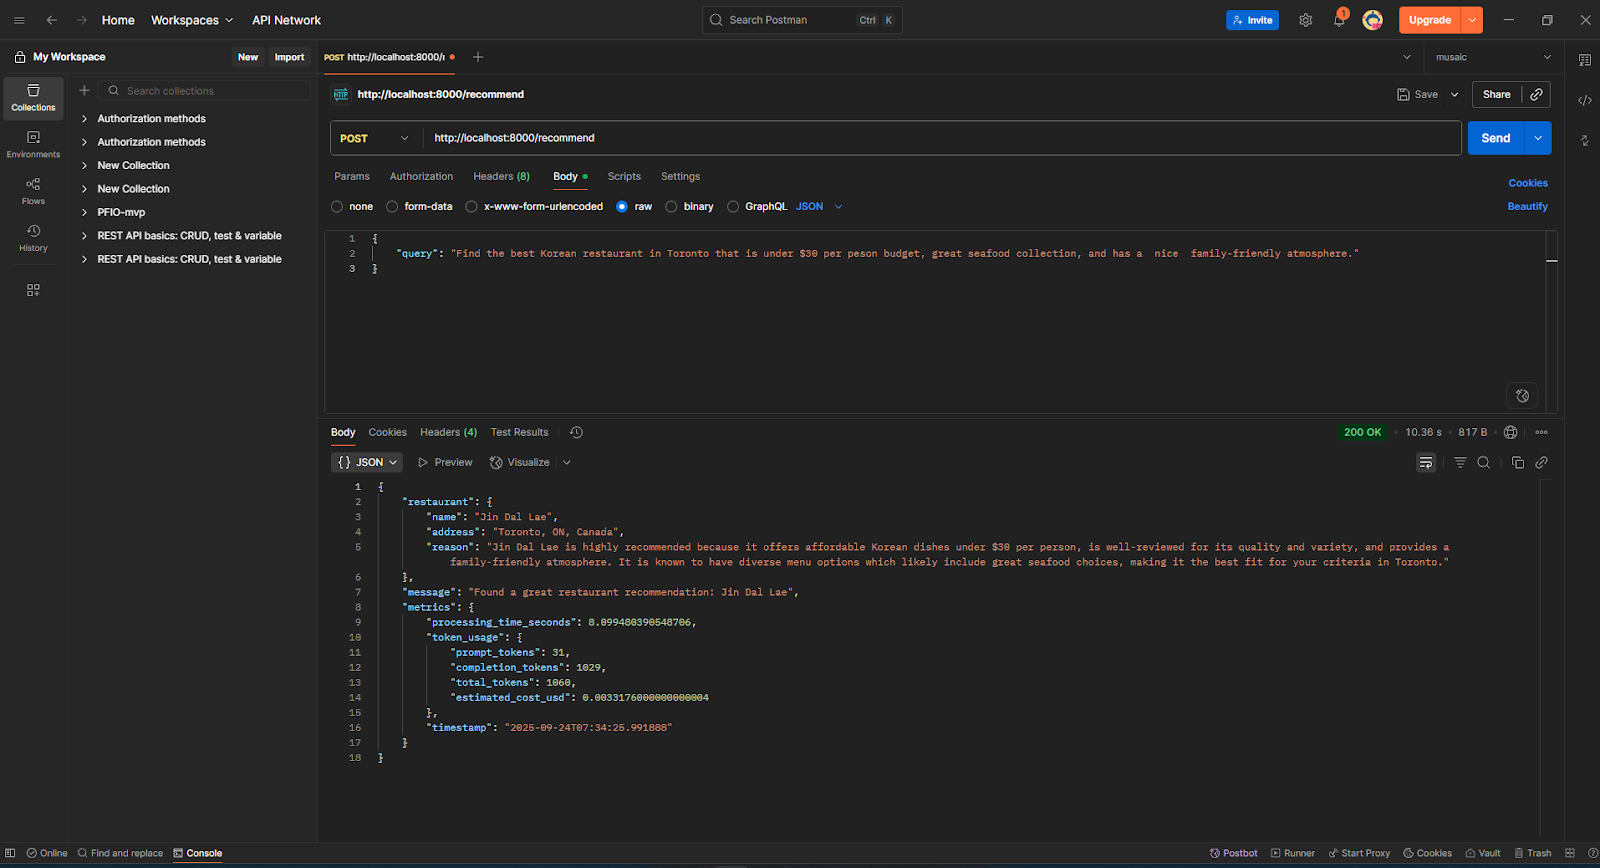 Home Workspaces API Network Search Postman Ctrl K Invite 1 Upgrade
My Workspace New Import POST http://localhost:8000/r musaic
Collections
Environments
Flows
History
Search collections
Authorization methods
Authorization methods
New Collection
New Collection
PFIO-mvp
REST API basics: CRUD, test & variable
REST API basics: CRUD, test & variable
HTTP http://localhost:8000/recommend Save Share
POST http://localhost:8000/recommend Send
Params Authorization Headers (8) Body Scripts Settings Cookies
none form-data x-www-form-urlencoded raw binary GraphQL JSON Beautify
1 {
2 "query": "Find the best Korean restaurant in Toronto that is under $30 per peson budget, great seafood collection, and has a  nice  family-friendly atmosphere."
3 }
Body Cookies Headers (4) Test Results 200 OK • 10.36 s • 817 B •
{} JSON Preview Visualize
1 {
2 "restaurant": {
3 "name": "Jin Dal Lae",
4 "address": "Toronto, ON, Canada",
5 "reason": "Jin Dal Lae is highly recommended because it offers affordable Korean dishes under $30 per person, is well-reviewed for its quality and variety, and provides a
family-friendly atmosphere. It is known to have diverse menu options which likely include great seafood choices, making it the best fit for your criteria in Toronto."
6 },
7 "message": "Found a great restaurant recommendation: Jin Dal Lae",
8 "metrics": {
9 "processing_time_seconds": 8.099480390548706,
10 "token_usage": {
11 "prompt_tokens": 31,
12 "completion_tokens": 1029,
13 "total_tokens": 1060,
14 "estimated_cost_usd": 0.0033176000000000004
15 },
16 "timestamp": "2025-09-24T07:34:25.991888"
17 }
18 }
Online Find and replace Console Postbot Runner Start Proxy Cookies Vault Trash